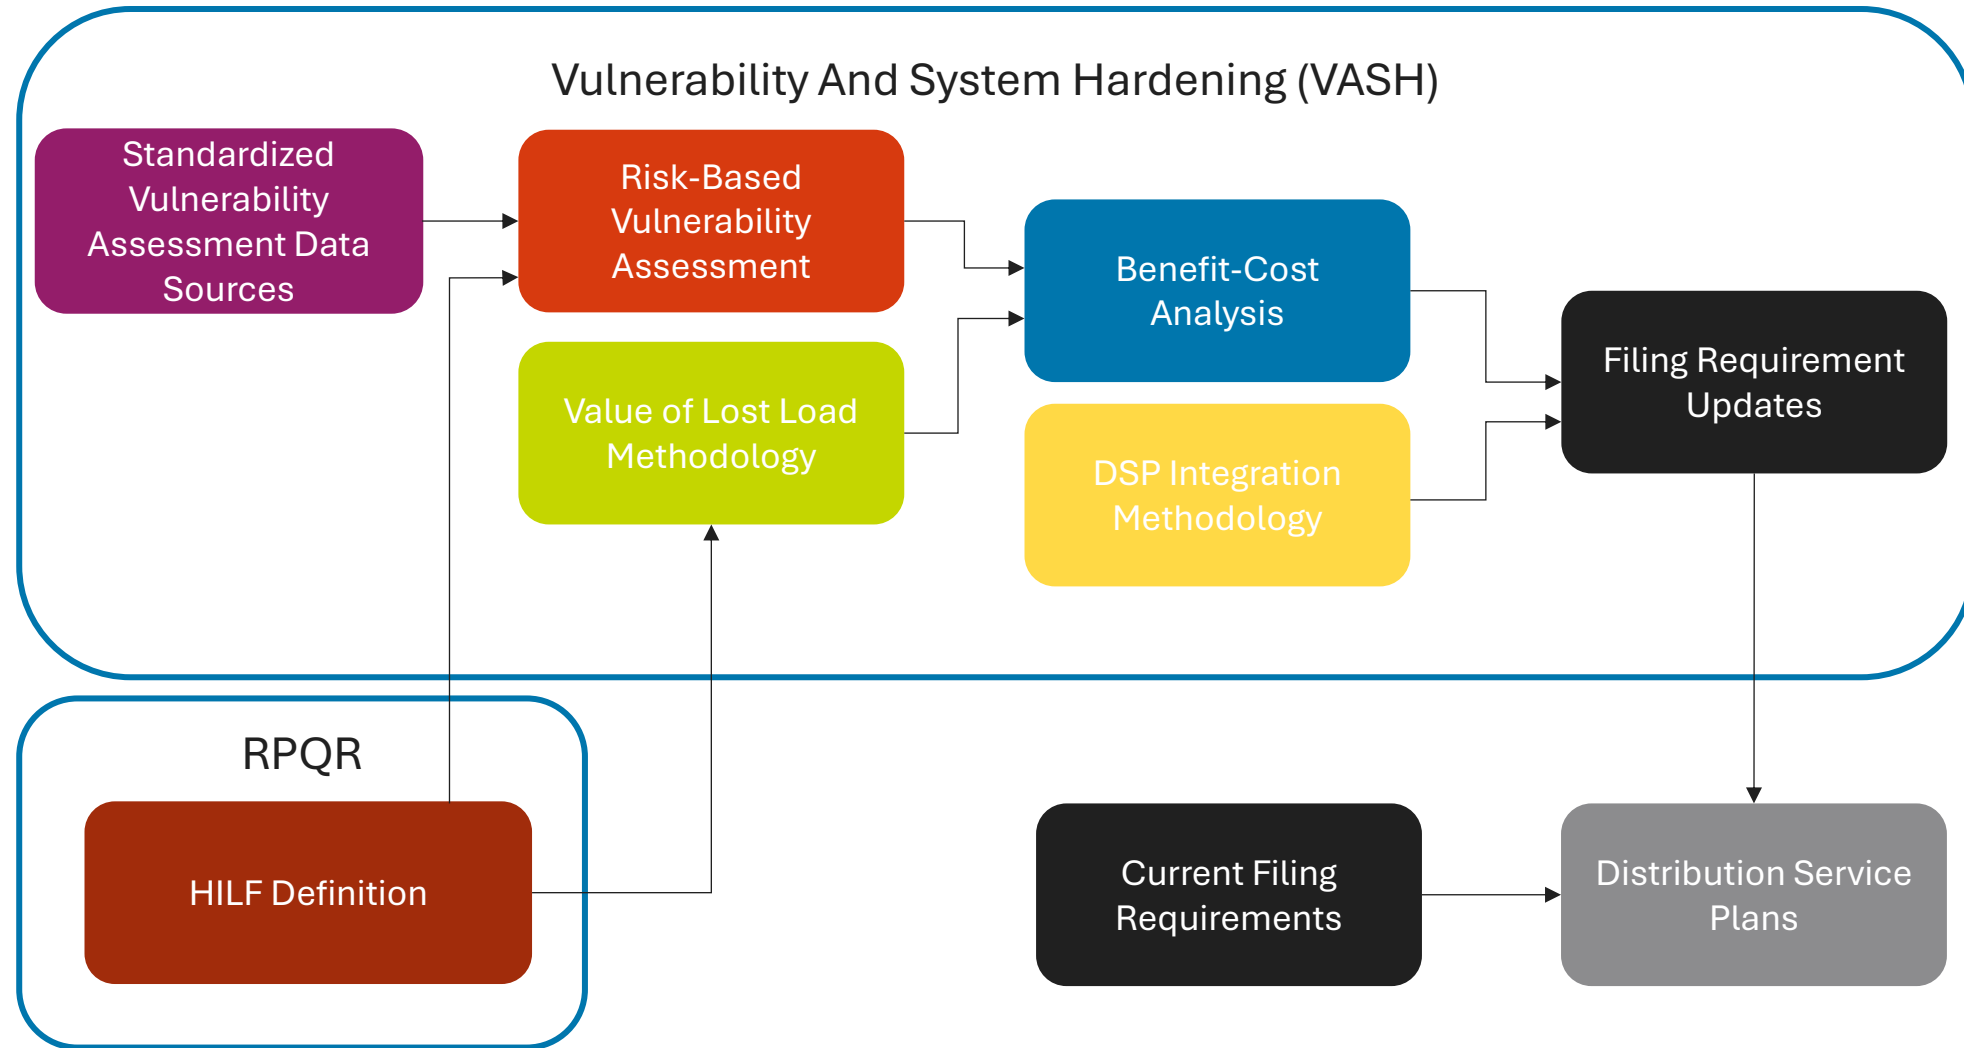 Vulnerability And System Hardening (VASH)
Standardized
Vulnerability
Assessment Data
Sources
Risk-Based
Vulnerability
Assessment
Value of Lost Load
Methodology
Benefit-Cost
Analysis
DSP Integration
Methodology
Filing Requirement
Updates
RPQR
HILF Definition
Current Filing
Requirements
Distribution Service
Plans